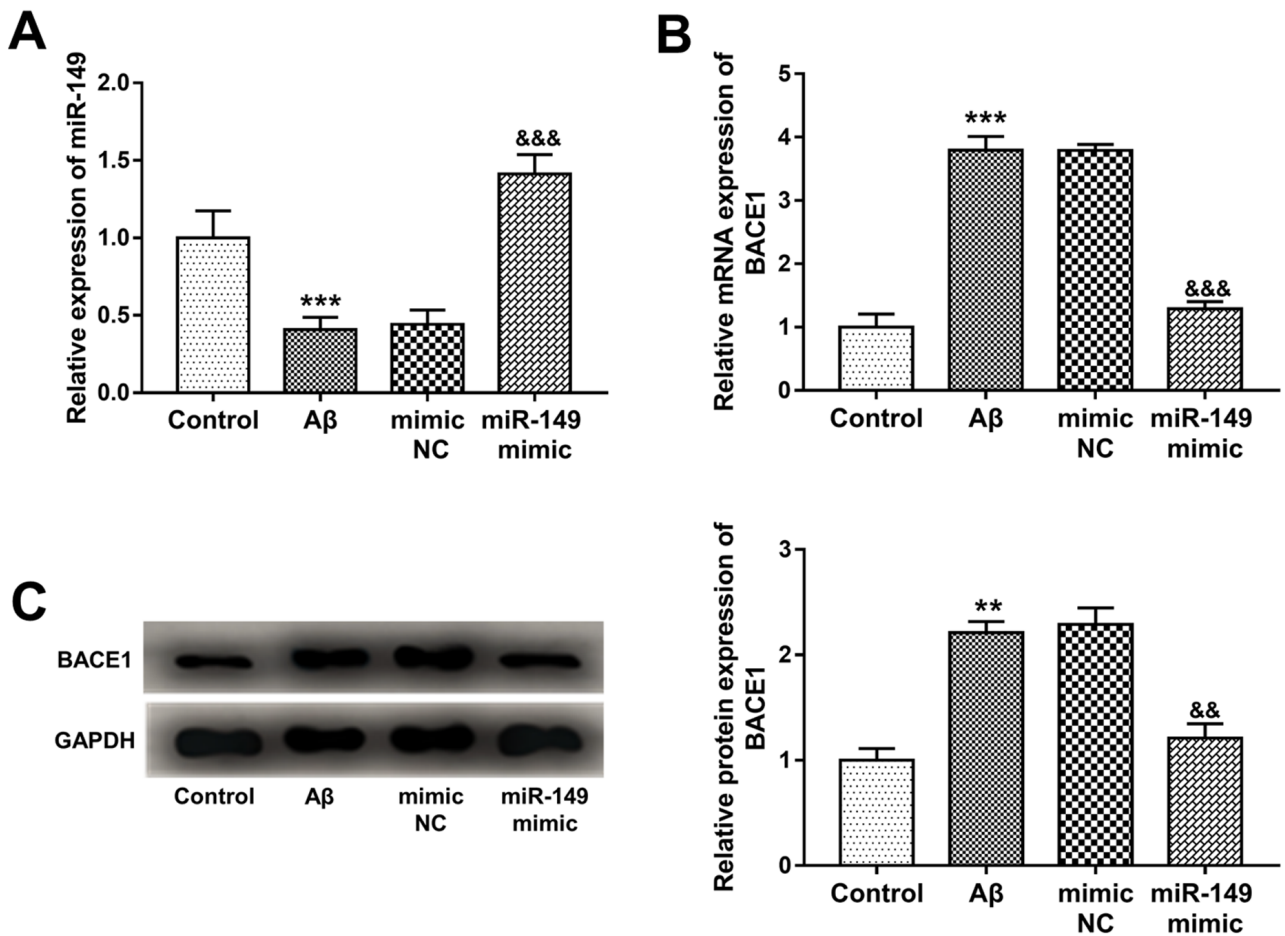 A
Relative expression of miR-149
2.0
1.5
1.0
0.5
0.0
***
&&&
Control
Aβ
mimic
NC
miR-149
mimic
B
Relative mRNA expression of
BACE1
5
4
3
2
1
0
***
&&&
Control
Aβ
mimic
NC
miR-149
mimic
C
BACE1
GAPDH
Control
Aβ
mimic
NC
miR-149
mimic
Relative protein expression of
BACE1
3
2
1
0
**
&&
Control
Aβ
mimic
NC
miR-149
mimic